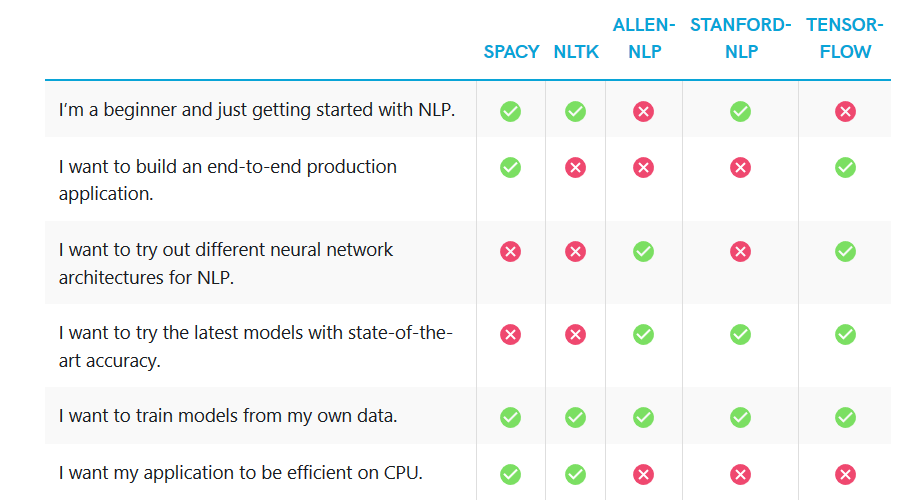 ALLEN- STANFORD- TENSOR-
SPACY NLTK NLP NLP FLOW
I'm a beginner and just getting started with NLP.
I want to build an end-to-end production
application.
I want to try out different neural network
architectures for NLP.
I want to try the latest models with state-of-the-
art accuracy.
I want to train models from my own data.
I want my application to be efficient on CPU.